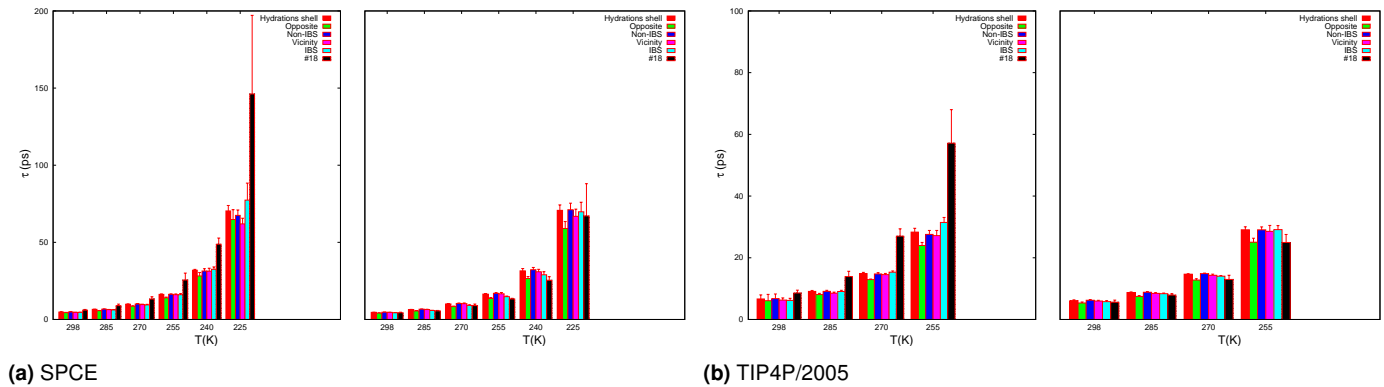 200
150
100
50
0
τ (ps)
298 285 270 255 240 225
T(K)
Hydrations shell
Opposite
Non-IBS
Vicinity
IBS
#18
298 285 270 255 240 225
T(K)
Hydrations shell
Opposite
Non-IBS
Vicinity
IBS
#18
(a) SPCE
100
80
60
40
20
0
τ (ps)
298 285 270 255
T(K)
Hydrations shell
Opposite
Non-IBS
Vicinity
IBS
#18
298 285 270 255
T(K)
Hydrations shell
Opposite
Non-IBS
Vicinity
IBS
#18
(b) TIP4P/2005